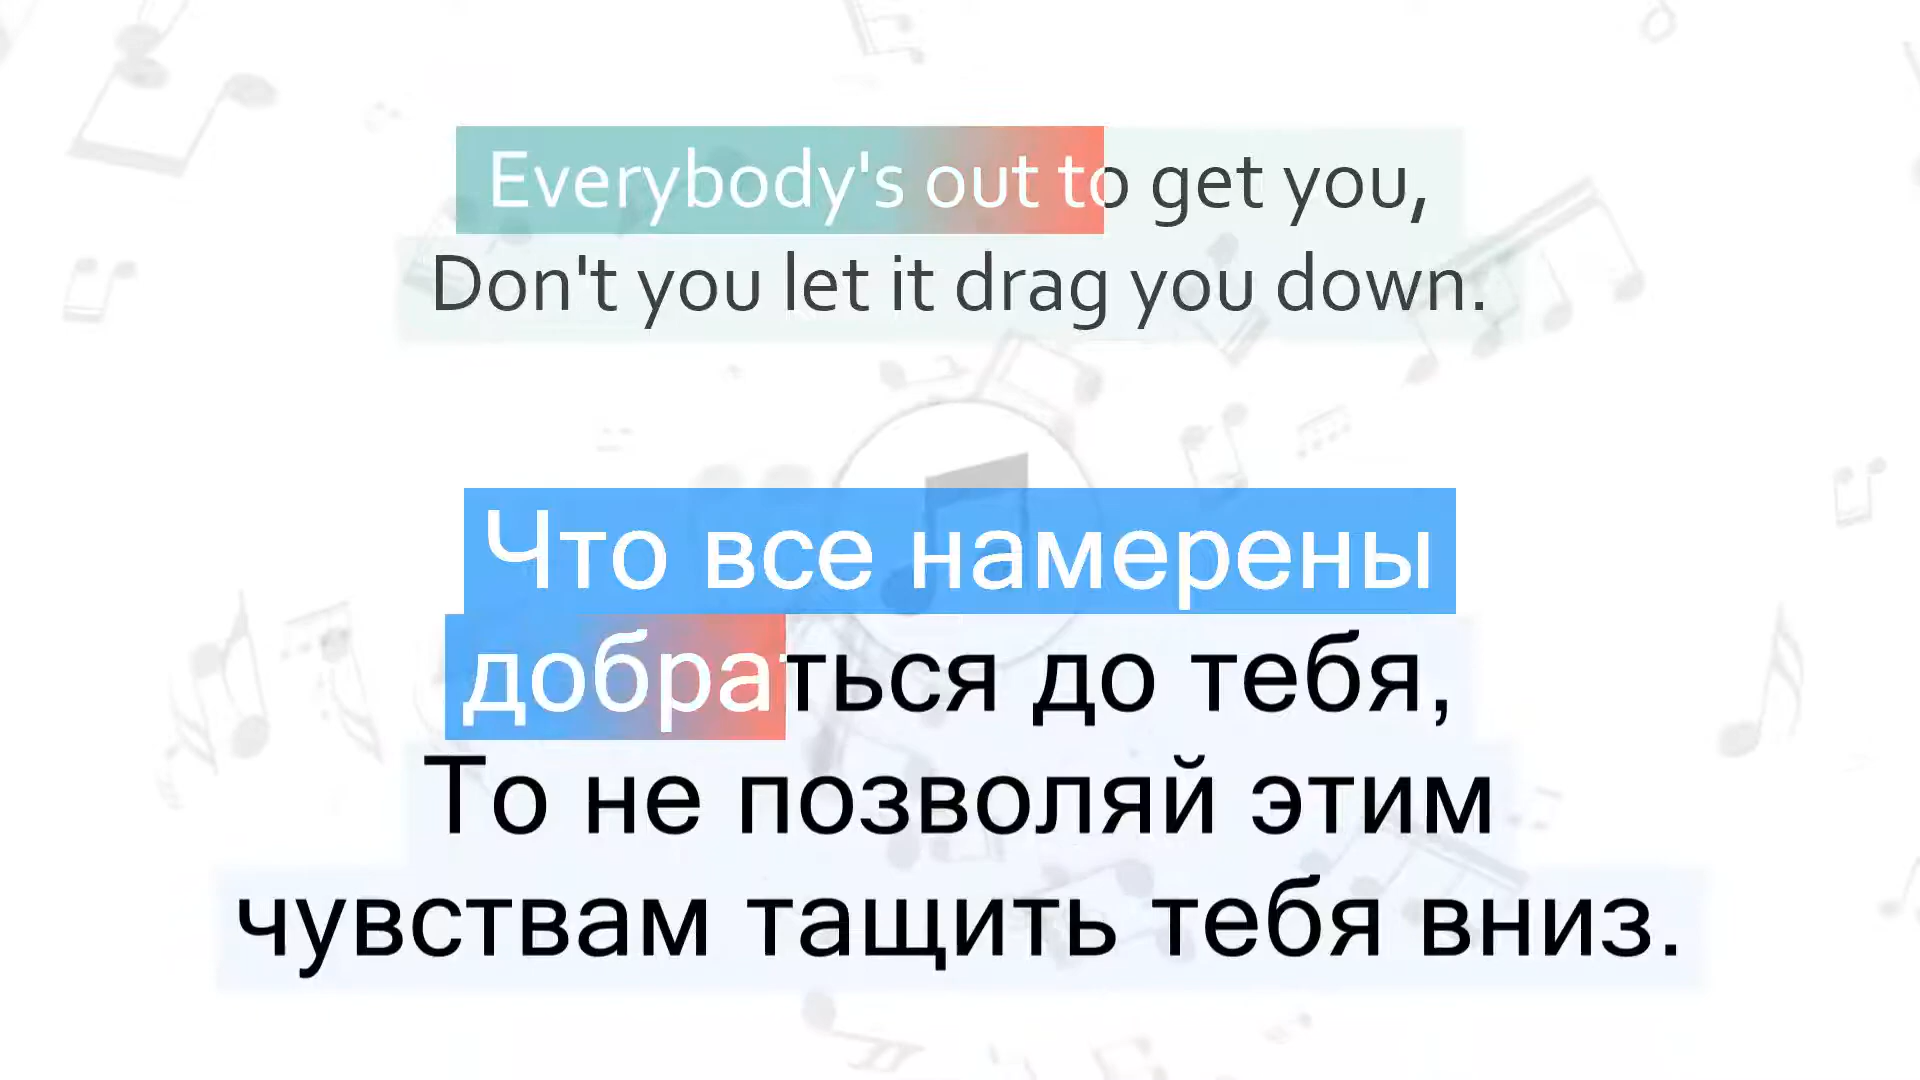 Everybody's out to get you,
Don't you let it drag you down.
Что все намерены
добраться до тебя,
То не позволяй этим
чувствам тащить тебя вниз.